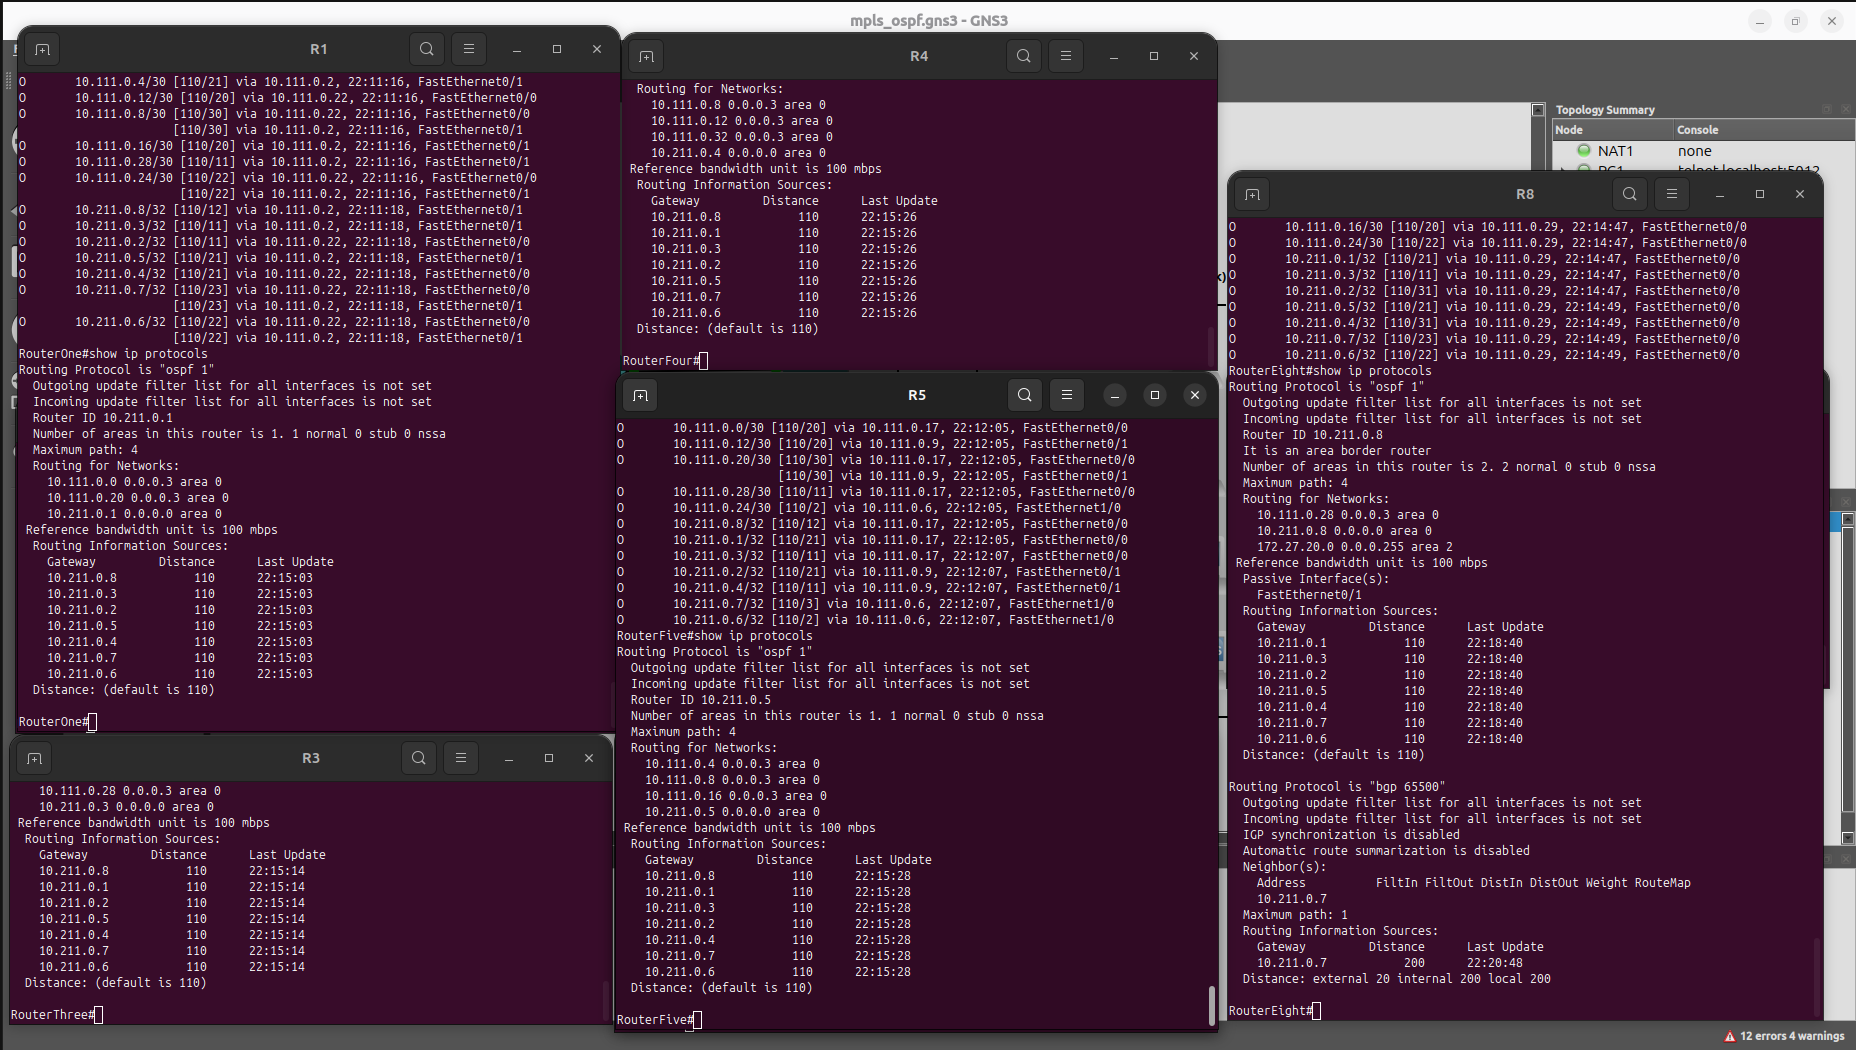 mpls_ospf.gns3 - GNS3
R1
O       10.111.0.4/30 [110/21] via 10.111.0.2, 22:11:16, FastEthernet0/1
O       10.111.0.12/30 [110/20] via 10.111.0.22, 22:11:16, FastEthernet0/0
O       10.111.0.8/30 [110/30] via 10.111.0.22, 22:11:16, FastEthernet0/0
                      [110/30] via 10.111.0.2, 22:11:16, FastEthernet0/1
O       10.111.0.16/30 [110/20] via 10.111.0.2, 22:11:16, FastEthernet0/1
O       10.111.0.28/30 [110/11] via 10.111.0.2, 22:11:16, FastEthernet0/1
O       10.111.0.24/30 [110/22] via 10.111.0.22, 22:11:16, FastEthernet0/0
                       [110/22] via 10.111.0.2, 22:11:16, FastEthernet0/1
O       10.211.0.8/32 [110/12] via 10.111.0.2, 22:11:18, FastEthernet0/1
O       10.211.0.3/32 [110/11] via 10.111.0.2, 22:11:18, FastEthernet0/1
O       10.211.0.2/32 [110/11] via 10.111.0.22, 22:11:18, FastEthernet0/0
O       10.211.0.5/32 [110/21] via 10.111.0.2, 22:11:18, FastEthernet0/1
O       10.211.0.4/32 [110/21] via 10.111.0.22, 22:11:18, FastEthernet0/0
O       10.211.0.7/32 [110/23] via 10.111.0.22, 22:11:18, FastEthernet0/0
                      [110/23] via 10.111.0.2, 22:11:18, FastEthernet0/1
O       10.211.0.6/32 [110/22] via 10.111.0.22, 22:11:18, FastEthernet0/0
                      [110/22] via 10.111.0.2, 22:11:18, FastEthernet0/1
RouterOne#show ip protocols
Routing Protocol is "ospf 1"
  Outgoing update filter list for all interfaces is not set
  Incoming update filter list for all interfaces is not set
  Router ID 10.211.0.1
  Number of areas in this router is 1. 1 normal 0 stub 0 nssa
  Maximum path: 4
  Routing for Networks:
    10.111.0.0 0.0.0.3 area 0
    10.111.0.20 0.0.0.3 area 0
    10.211.0.1 0.0.0.0 area 0
 Reference bandwidth unit is 100 mbps
  Routing Information Sources:
    Gateway         Distance      Last Update
    10.211.0.8           110      22:15:03
    10.211.0.3           110      22:15:03
    10.211.0.2           110      22:15:03
    10.211.0.5           110      22:15:03
    10.211.0.4           110      22:15:03
    10.211.0.7           110      22:15:03
    10.211.0.6           110      22:15:03
  Distance: (default is 110)
RouterOne#
R3
    10.111.0.28 0.0.0.3 area 0
    10.211.0.3 0.0.0.0 area 0
 Reference bandwidth unit is 100 mbps
  Routing Information Sources:
    Gateway         Distance      Last Update
    10.211.0.8           110      22:15:14
    10.211.0.1           110      22:15:14
    10.211.0.2           110      22:15:14
    10.211.0.5           110      22:15:14
    10.211.0.4           110      22:15:14
    10.211.0.7           110      22:15:14
    10.211.0.6           110      22:15:14
  Distance: (default is 110)
RouterThree#
R4
  Routing for Networks:
    10.111.0.8 0.0.0.3 area 0
    10.111.0.12 0.0.0.3 area 0
    10.111.0.32 0.0.0.3 area 0
    10.211.0.4 0.0.0.0 area 0
 Reference bandwidth unit is 100 mbps
  Routing Information Sources:
    Gateway         Distance      Last Update
    10.211.0.8           110      22:15:26
    10.211.0.1           110      22:15:26
    10.211.0.3           110      22:15:26
    10.211.0.2           110      22:15:26
    10.211.0.5           110      22:15:26
    10.211.0.7           110      22:15:26
    10.211.0.6           110      22:15:26
  Distance: (default is 110)
RouterFour#
R5
O       10.111.0.0/30 [110/20] via 10.111.0.17, 22:12:05, FastEthernet0/0
O       10.111.0.12/30 [110/20] via 10.111.0.9, 22:12:05, FastEthernet0/1
O       10.111.0.20/30 [110/30] via 10.111.0.17, 22:12:05, FastEthernet0/0
                       [110/30] via 10.111.0.9, 22:12:05, FastEthernet0/1
O       10.111.0.28/30 [110/11] via 10.111.0.17, 22:12:05, FastEthernet0/0
O       10.111.0.24/30 [110/2] via 10.111.0.6, 22:12:05, FastEthernet1/0
O       10.211.0.8/32 [110/12] via 10.111.0.17, 22:12:05, FastEthernet0/0
O       10.211.0.1/32 [110/21] via 10.111.0.17, 22:12:05, FastEthernet0/0
O       10.211.0.3/32 [110/11] via 10.111.0.17, 22:12:07, FastEthernet0/0
O       10.211.0.2/32 [110/21] via 10.111.0.9, 22:12:07, FastEthernet0/1
O       10.211.0.4/32 [110/11] via 10.111.0.9, 22:12:07, FastEthernet0/1
O       10.211.0.7/32 [110/3] via 10.111.0.6, 22:12:07, FastEthernet1/0
O       10.211.0.6/32 [110/2] via 10.111.0.6, 22:12:07, FastEthernet1/0
RouterFive#show ip protocols
Routing Protocol is "ospf 1"
  Outgoing update filter list for all interfaces is not set
  Incoming update filter list for all interfaces is not set
  Router ID 10.211.0.5
  Number of areas in this router is 1. 1 normal 0 stub 0 nssa
  Maximum path: 4
  Routing for Networks:
    10.111.0.4 0.0.0.3 area 0
    10.111.0.8 0.0.0.3 area 0
    10.111.0.16 0.0.0.3 area 0
    10.211.0.5 0.0.0.0 area 0
 Reference bandwidth unit is 100 mbps
  Routing Information Sources:
    Gateway         Distance      Last Update
    10.211.0.8           110      22:15:28
    10.211.0.1           110      22:15:28
    10.211.0.3           110      22:15:28
    10.211.0.2           110      22:15:28
    10.211.0.4           110      22:15:28
    10.211.0.7           110      22:15:28
    10.211.0.6           110      22:15:28
  Distance: (default is 110)
RouterFive#
Topology Summary
Node Console
NAT1 none
R8
O       10.111.0.16/30 [110/20] via 10.111.0.29, 22:14:47, FastEthernet0/0
O       10.111.0.24/30 [110/22] via 10.111.0.29, 22:14:47, FastEthernet0/0
O       10.211.0.1/32 [110/21] via 10.111.0.29, 22:14:47, FastEthernet0/0
O       10.211.0.3/32 [110/11] via 10.111.0.29, 22:14:47, FastEthernet0/0
O       10.211.0.2/32 [110/31] via 10.111.0.29, 22:14:47, FastEthernet0/0
O       10.211.0.5/32 [110/21] via 10.111.0.29, 22:14:49, FastEthernet0/0
O       10.211.0.4/32 [110/31] via 10.111.0.29, 22:14:49, FastEthernet0/0
O       10.211.0.7/32 [110/23] via 10.111.0.29, 22:14:49, FastEthernet0/0
O       10.211.0.6/32 [110/22] via 10.111.0.29, 22:14:49, FastEthernet0/0
RouterEight#show ip protocols
Routing Protocol is "ospf 1"
  Outgoing update filter list for all interfaces is not set
  Incoming update filter list for all interfaces is not set
  Router ID 10.211.0.8
  It is an area border router
  Number of areas in this router is 2. 2 normal 0 stub 0 nssa
  Maximum path: 4
  Routing for Networks:
    10.111.0.28 0.0.0.3 area 0
    10.211.0.8 0.0.0.0 area 0
    172.27.20.0 0.0.0.255 area 2
 Reference bandwidth unit is 100 mbps
  Passive Interface(s):
    FastEthernet0/1
  Routing Information Sources:
    Gateway         Distance      Last Update
    10.211.0.1           110      22:18:40
    10.211.0.3           110      22:18:40
    10.211.0.2           110      22:18:40
    10.211.0.5           110      22:18:40
    10.211.0.4           110      22:18:40
    10.211.0.7           110      22:18:40
    10.211.0.6           110      22:18:40
  Distance: (default is 110)
Routing Protocol is "bgp 65500"
  Outgoing update filter list for all interfaces is not set
  Incoming update filter list for all interfaces is not set
  IGP synchronization is disabled
  Automatic route summarization is disabled
  Neighbor(s):
    Address          FiltIn FiltOut DistIn DistOut Weight RouteMap
    10.211.0.7
  Maximum path: 1
  Routing Information Sources:
    Gateway         Distance      Last Update
    10.211.0.7           200      22:20:48
  Distance: external 20 internal 200 local 200
RouterEight#
12 errors 4 warnings